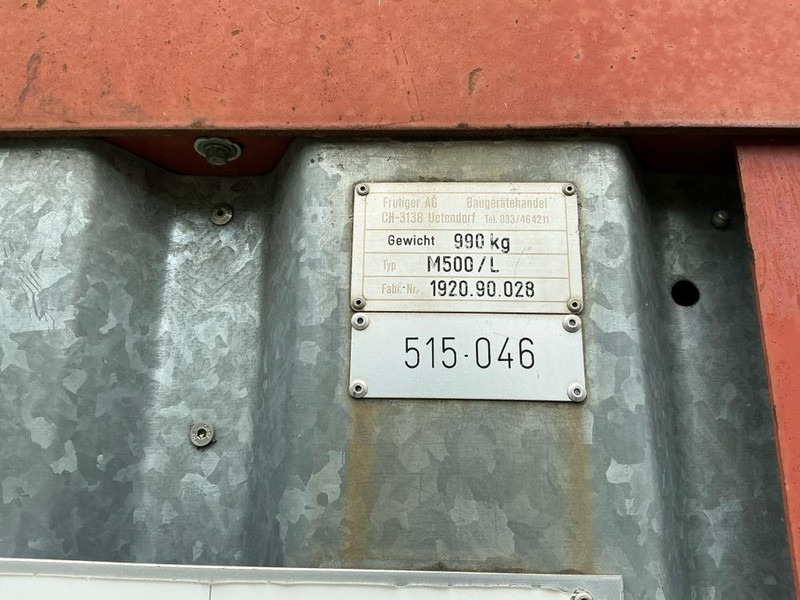 Frutiger AG Baugerätehandel
CH-3138 Uetendorf Tel. 033/464211
Gewicht 990 kg
Typ M500/L
Fabr.-Nr. 1920.90.028
515-046